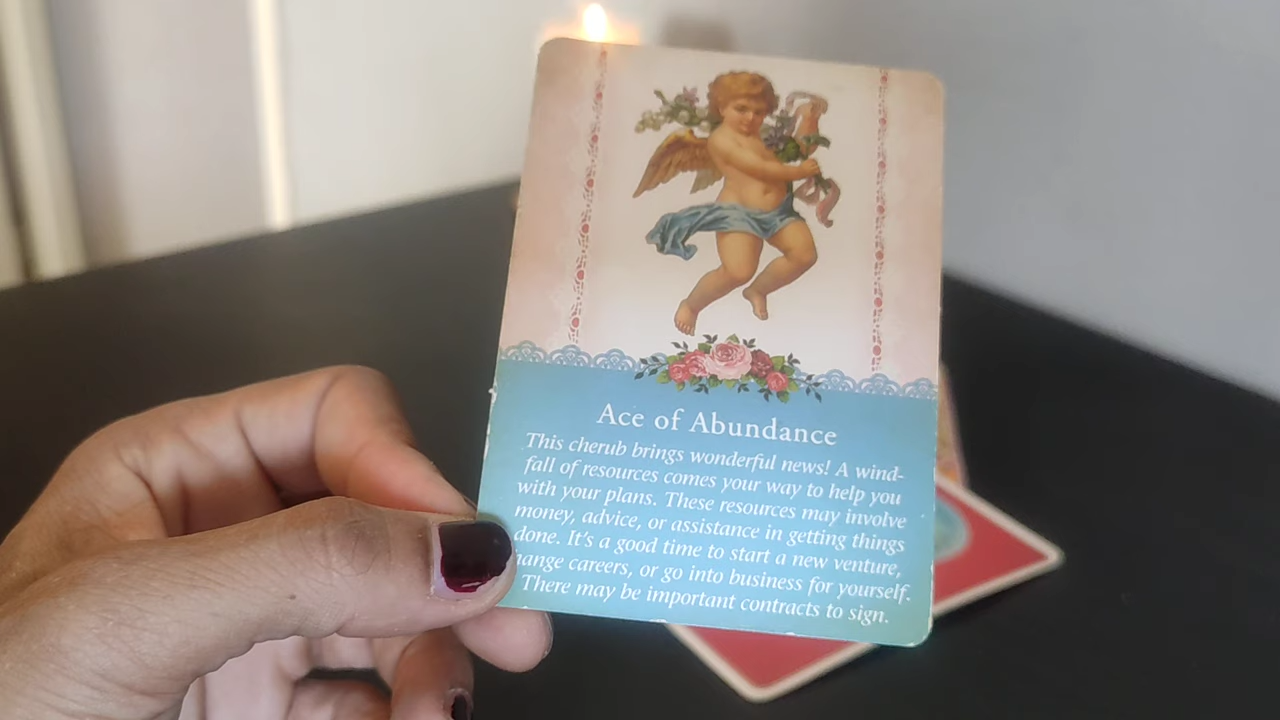 Ace of Abundance
This cherub brings wonderful news! A wind-
fall of resources comes your way to help you
with your plans. These resources may involve
money, advice, or assistance in getting things
done. It's a good time to start a new venture,
hange careers, or go into business for yourself.
There may be important contracts to sign.